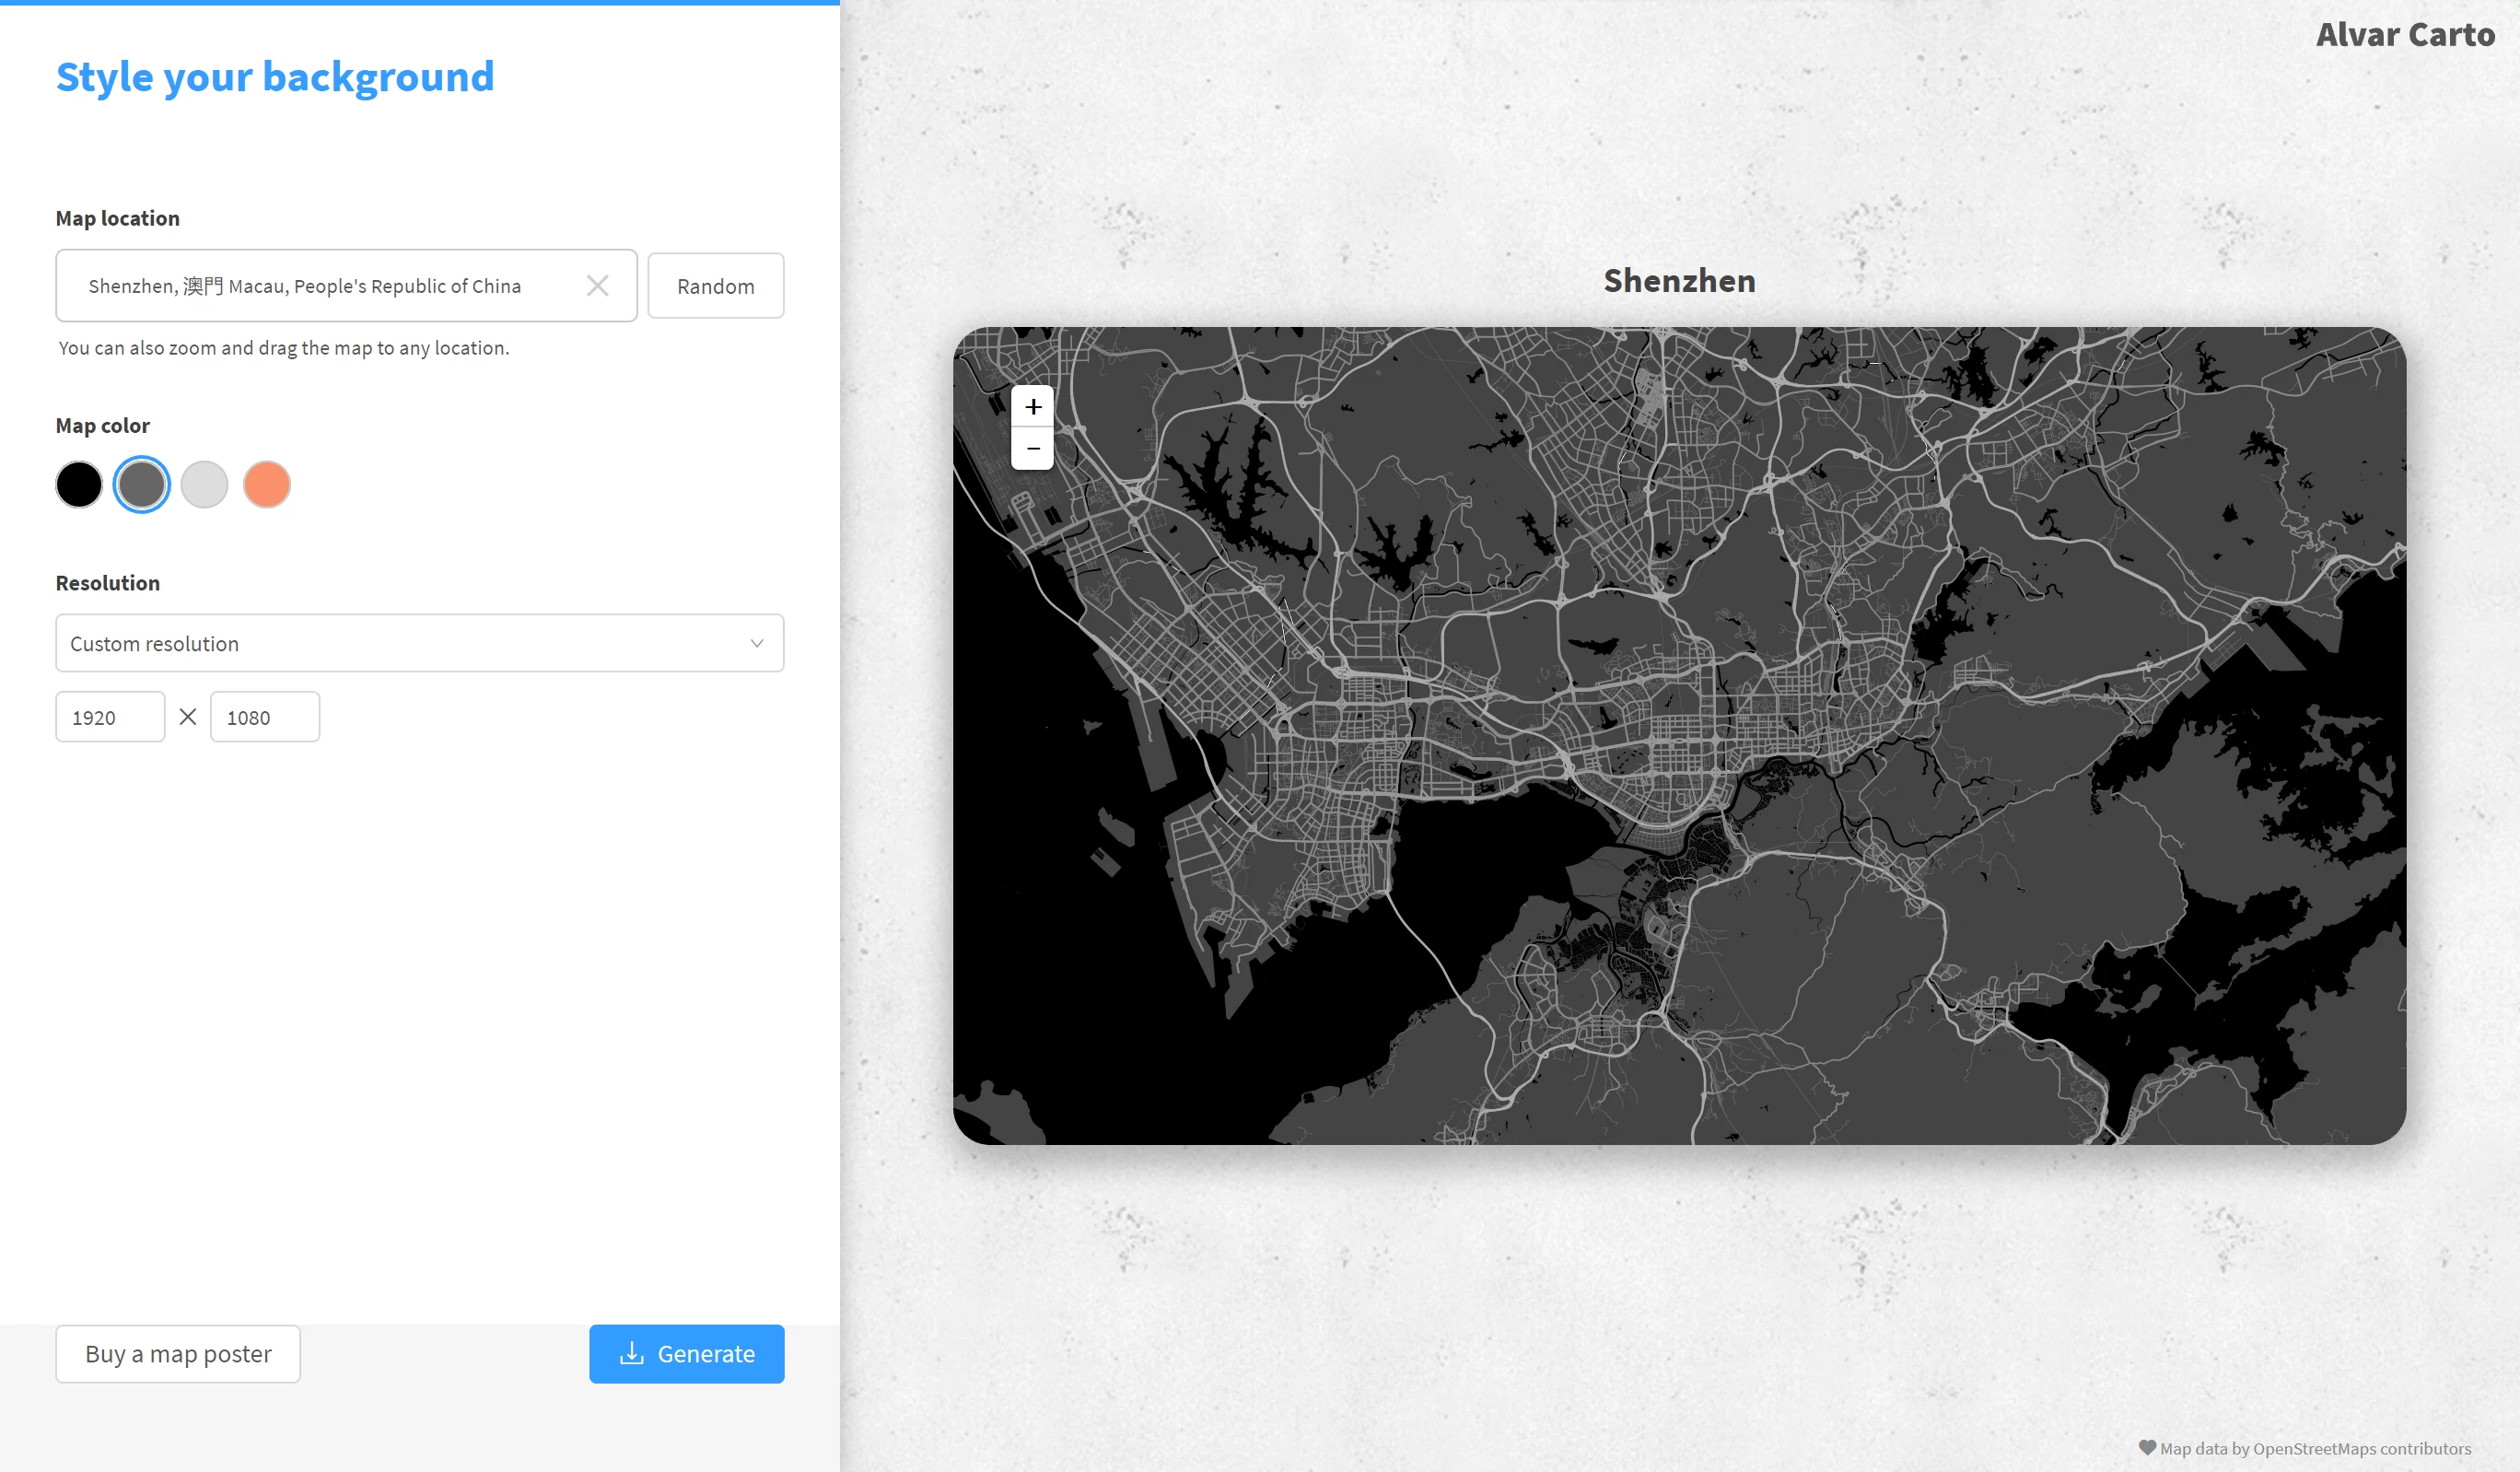 Style your background
Alvar Carto
Map location
Shenzhen, 澳門 Macau, People's Republic of China
Random
You can also zoom and drag the map to any location.
Map color
Resolution
Custom resolution
1920
1080
Buy a map poster
Generate
Shenzhen
+
−
Map data by OpenStreetMaps contributors